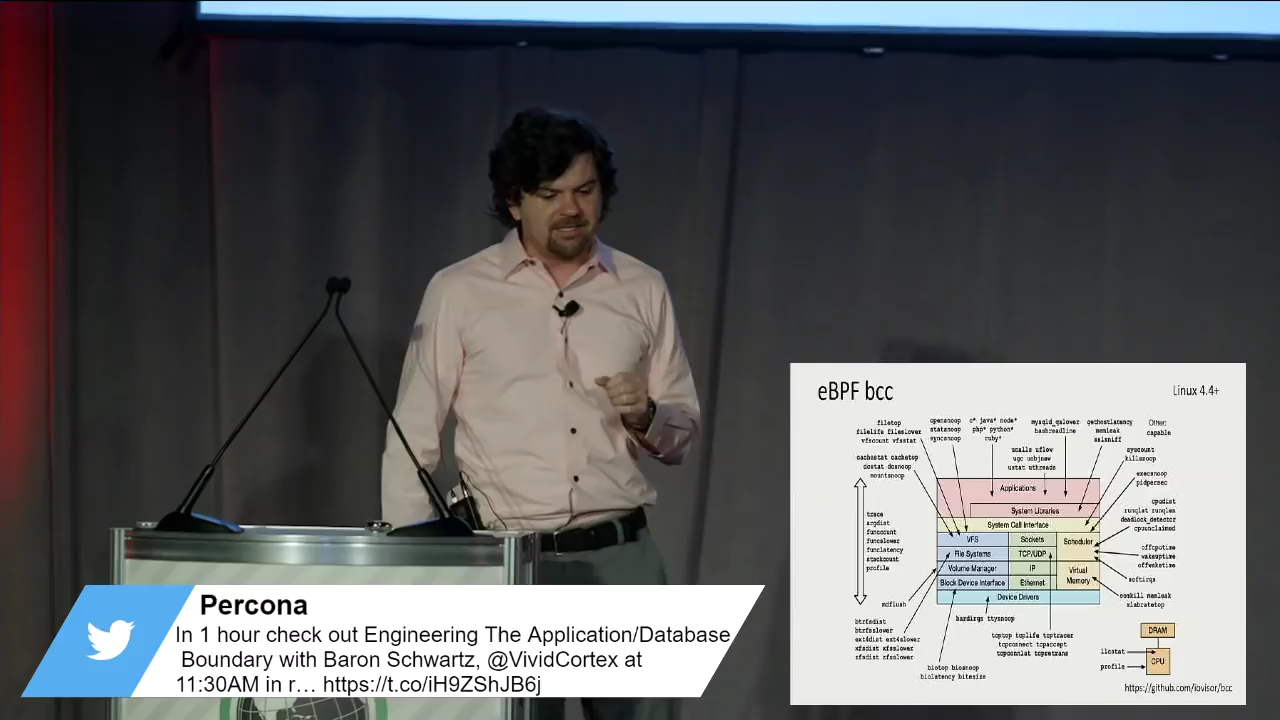 Percona
In 1 hour check out Engineering The Application/Database
Boundary with Baron Schwartz, @VividCortex at
11:30AM in r… https://t.co/iH9ZShJB6j
eBPF bcc
Linux 4.4+
filetop
filelife fileslower
vfscount vfsstat
opensnoop
statsnoop
syncsnoop
c* java* node*
php* python*
ruby*
mysqld_qslower
bashreadline
gethostlatency
memleak
sslsniff
Other:
capable
cachestat cachetop
dcstat dcsnoop
mountsnoop
ucalls uflow
ugc uobjnew
ustat uthreads
syscount
killsnoop
execsnoop
pidpersec
trace
argdist
funccount
funcslower
funclatency
stackcount
profile
Applications
System Libraries
System Call Interface
VFS
Sockets
Scheduler
File Systems
TCP/UDP
Volume Manager
IP
Virtual
Memory
Block Device Interface
Ethernet
Device Drivers
cpudist
runqlat runqlen
deadlock_detector
cpuunclaimed
offcputime
wakeuptime
offwaketime
softirqs
oomkill memleak
slabratetop
mdflush
hardirqs ttysnoop
btrfsdist
btrfsslower
ext4dist ext4slower
xfsdist xfsslower
zfsdist zfsslower
biotop biosnoop
biolatency bitesize
tcptop tcplife tcptracer
tcpconnect tcpaccept
tcpconnlat tcpretrans
DRAM
llcstat
CPU
profile
https://github.com/iovisor/bcc